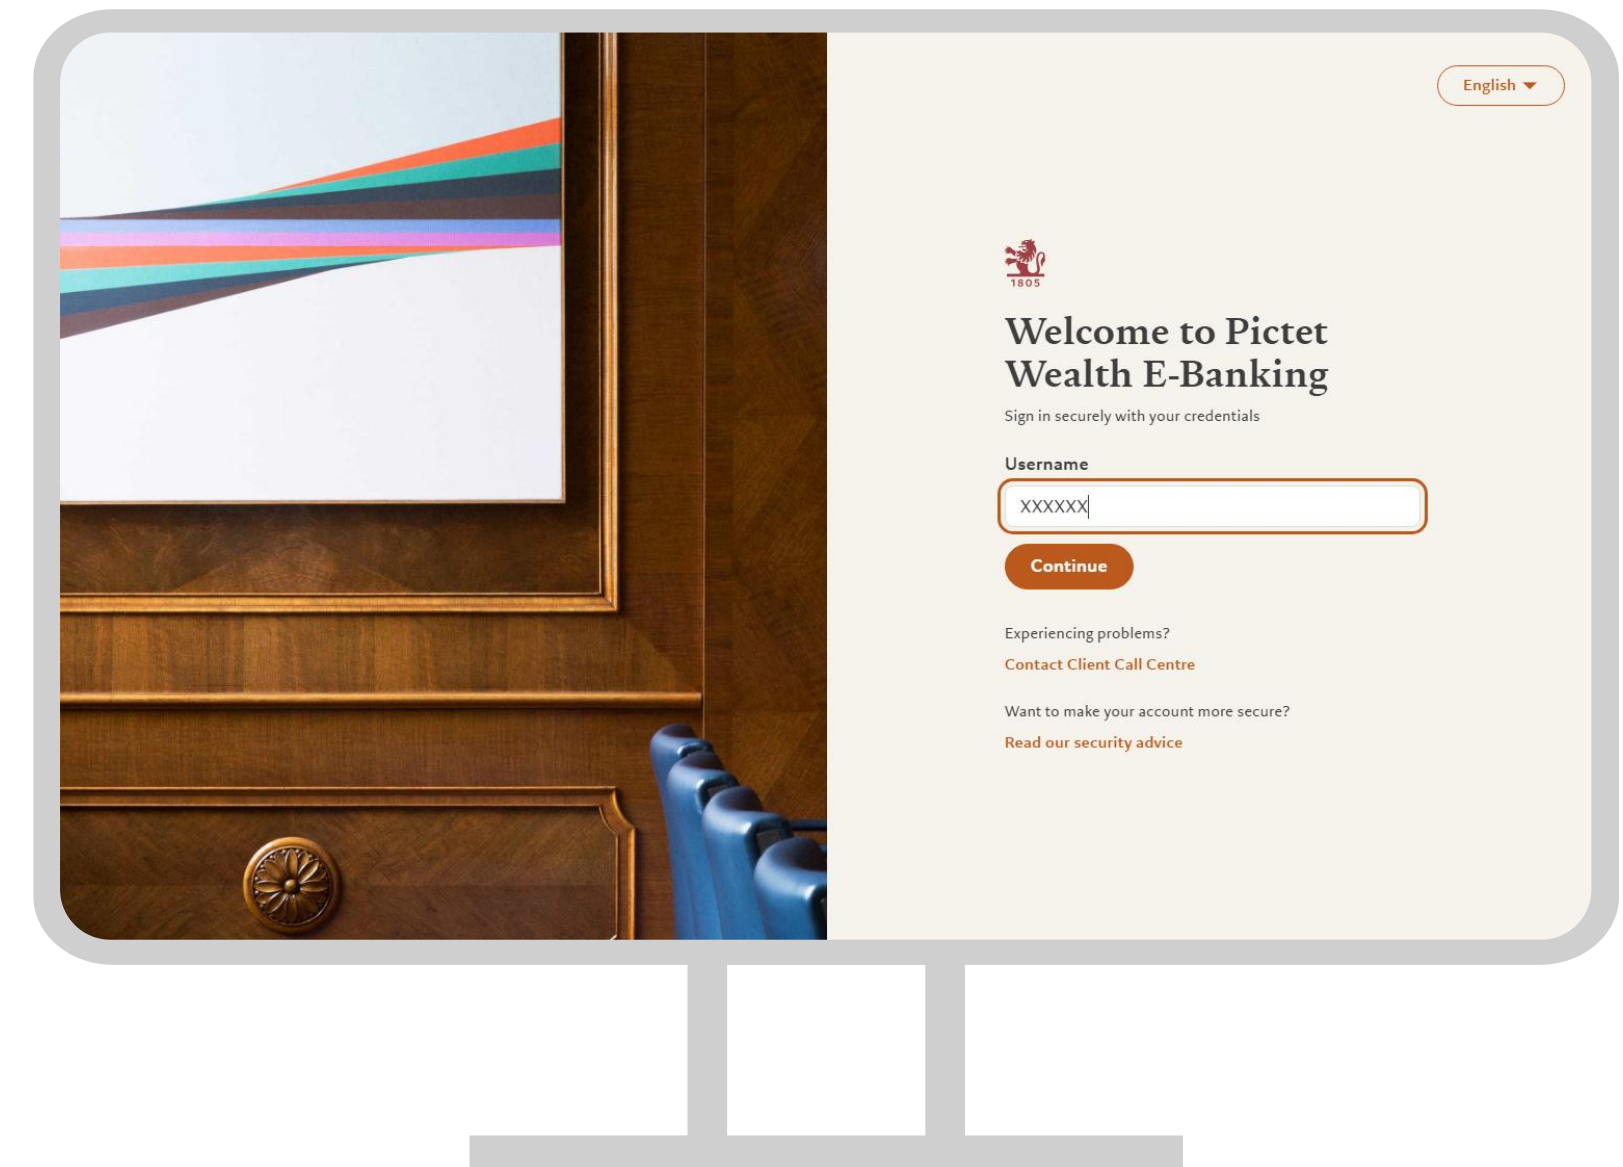 English
1805
Welcome to Pictet
Wealth E-Banking
Sign in securely with your credentials
Username
XXXXXX
Continue
Experiencing problems?
Contact Client Call Centre
Want to make your account more secure?
Read our security advice